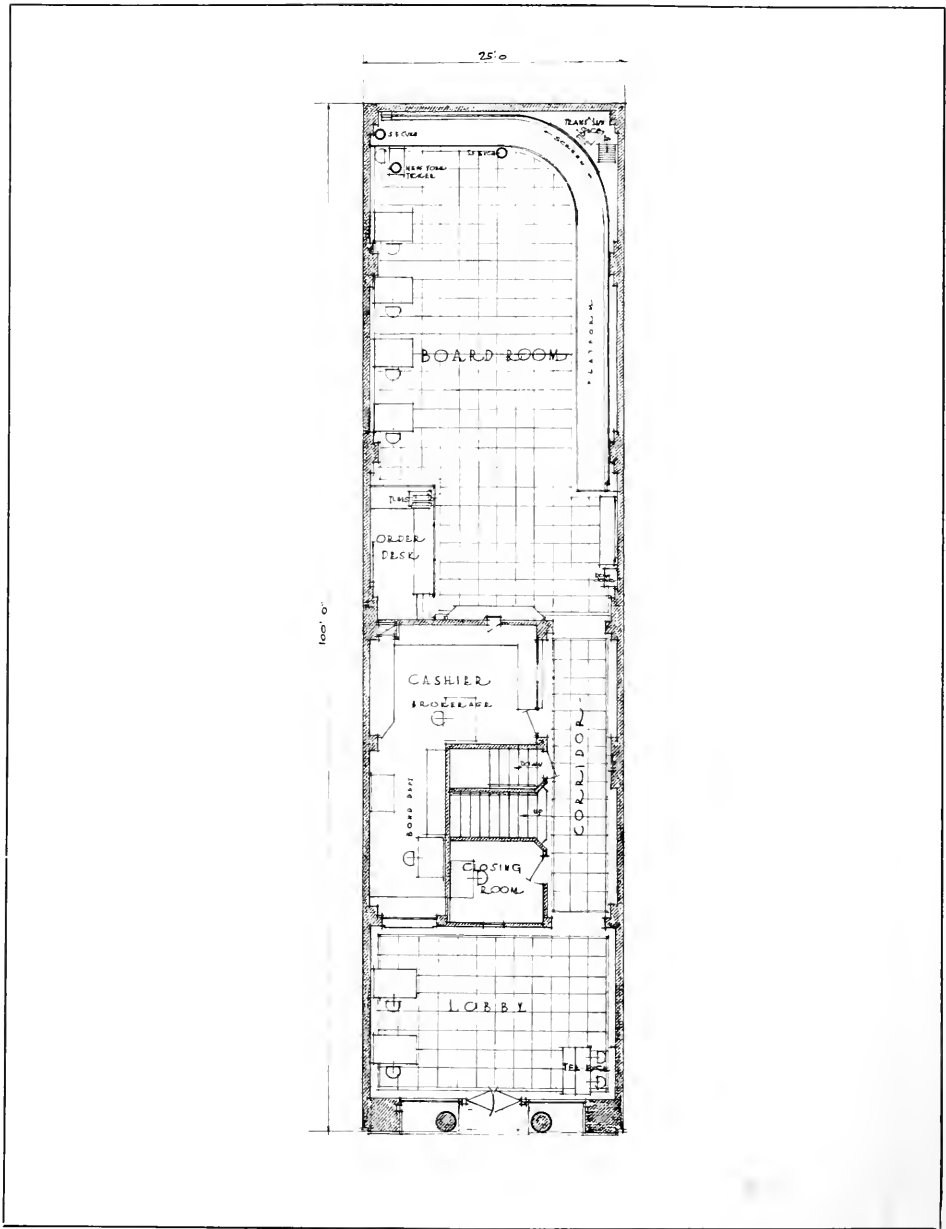 25'·0
SCREEN
NEW YORK
TICKER
PLATFORM
BOARD ROOM
ORDER
DESK
100' 0"
CASHIER
BROKERAGE
DOWN
BOND DEPT
UP
CORRIDOR
CLOSING
ROOM
LOBBY